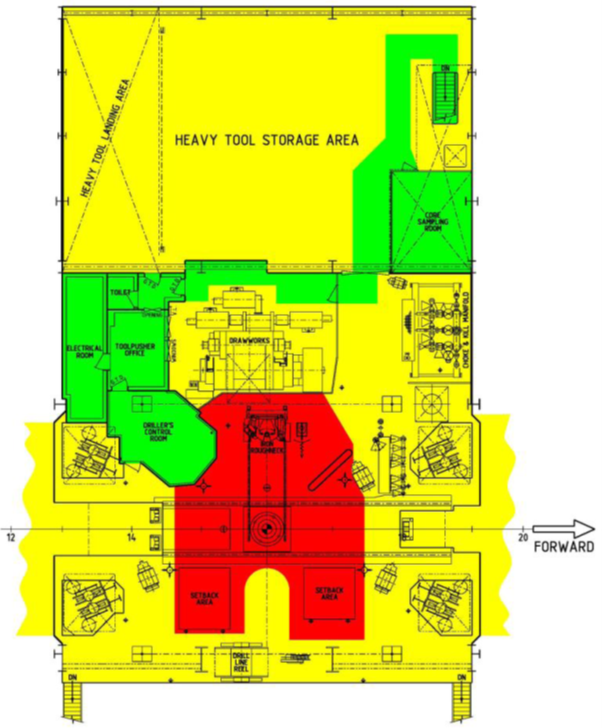 DN
HEAVY TOOL LANDING AREA
HEAVY TOOL STORAGE AREA
CORE
SAMPLING
ROOM
TOILET
ELECTRICAL
ROOM
TOOLPUSHER
OFFICE
DRAWWORKS
CHOKE & KILL MANIFOLD
DRILLER'S
CONTROL
ROOM
IRON
ROUGHNECK
12
14
18
20
FORWARD
SETBACK
AREA
SETBACK
AREA
DRILL
LINE
REEL
DN
DN